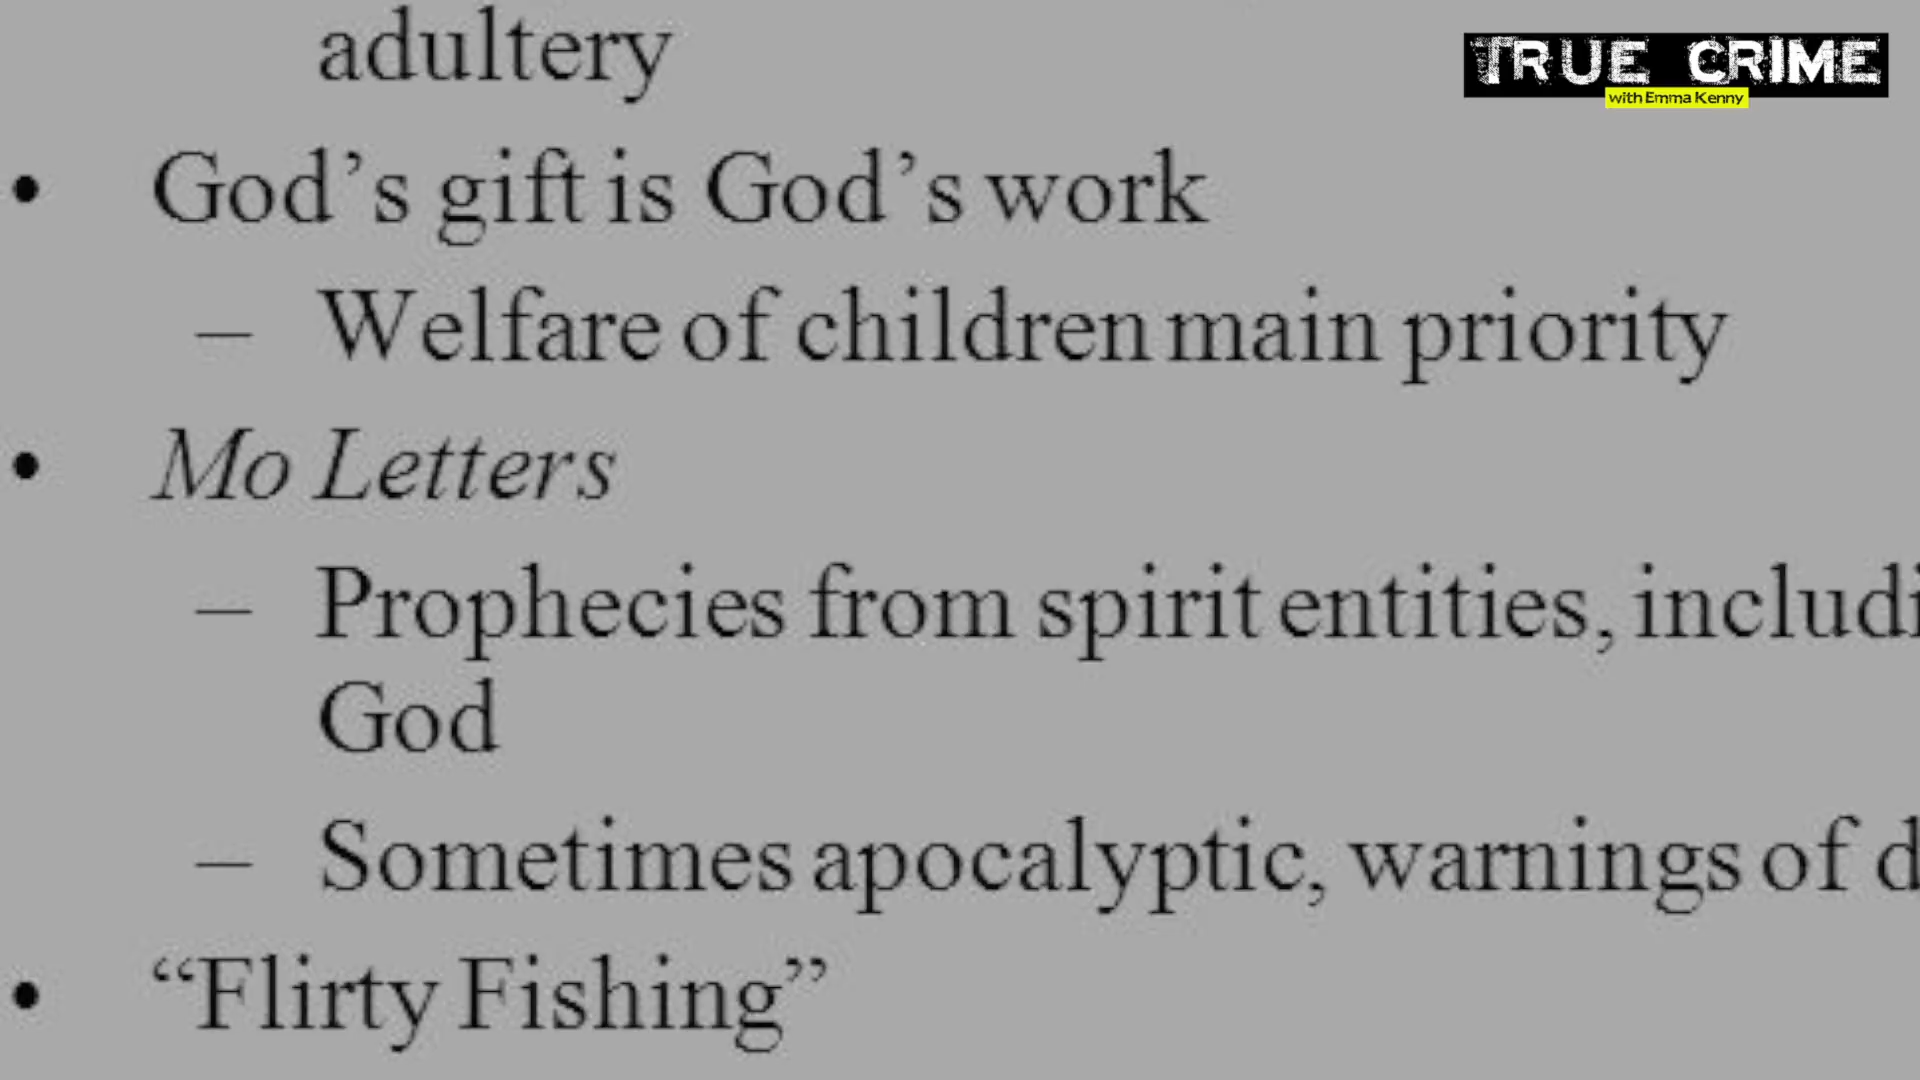 adultery
TRUE CRIME
with Emma Kenny
• God’s gift is God’s work
– Welfare of children main priority
• Mo Letters
– Prophecies from spirit entities,
God
– Sometimes apocalyptic, warnings of
• “Flirty Fishing”